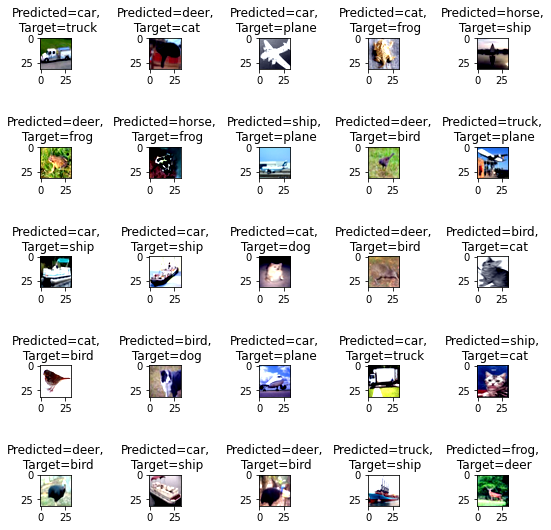 Predicted=car,
Target=truck
0
25
0 25
Predicted=deer,
Target=cat
0
25
0 25
Predicted=car,
Target=plane
0
25
0 25
Predicted=cat,
Target=frog
0
25
0 25
Predicted=horse,
Target=ship
0
25
0 25
Predicted=deer,
Target=frog
0
25
0 25
Predicted=horse,
Target=frog
0
25
0 25
Predicted=ship,
Target=plane
0
25
0 25
Predicted=deer,
Target=bird
0
25
0 25
Predicted=truck,
Target=plane
0
25
0 25
Predicted=car,
Target=ship
0
25
0 25
Predicted=car,
Target=ship
0
25
0 25
Predicted=cat,
Target=dog
0
25
0 25
Predicted=deer,
Target=bird
0
25
0 25
Predicted=bird,
Target=cat
0
25
0 25
Predicted=cat,
Target=bird
0
25
0 25
Predicted=bird,
Target=dog
0
25
0 25
Predicted=car,
Target=plane
0
25
0 25
Predicted=car,
Target=truck
0
25
0 25
Predicted=ship,
Target=cat
0
25
0 25
Predicted=deer,
Target=bird
0
25
0 25
Predicted=car,
Target=ship
0
25
0 25
Predicted=deer,
Target=bird
0
25
0 25
Predicted=truck,
Target=ship
0
25
0 25
Predicted=frog,
Target=deer
0
25
0 25